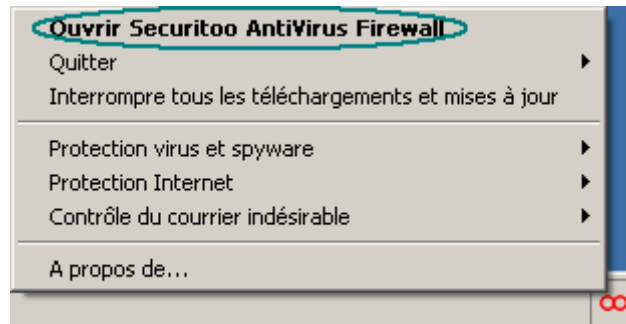 Ouvrir Securitoo AntiVirus Firewall
Quitter
Interrompre tous les téléchargements et mises à jour
Protection virus et spyware
Protection Internet
Contrôle du courrier indésirable
A propos de...